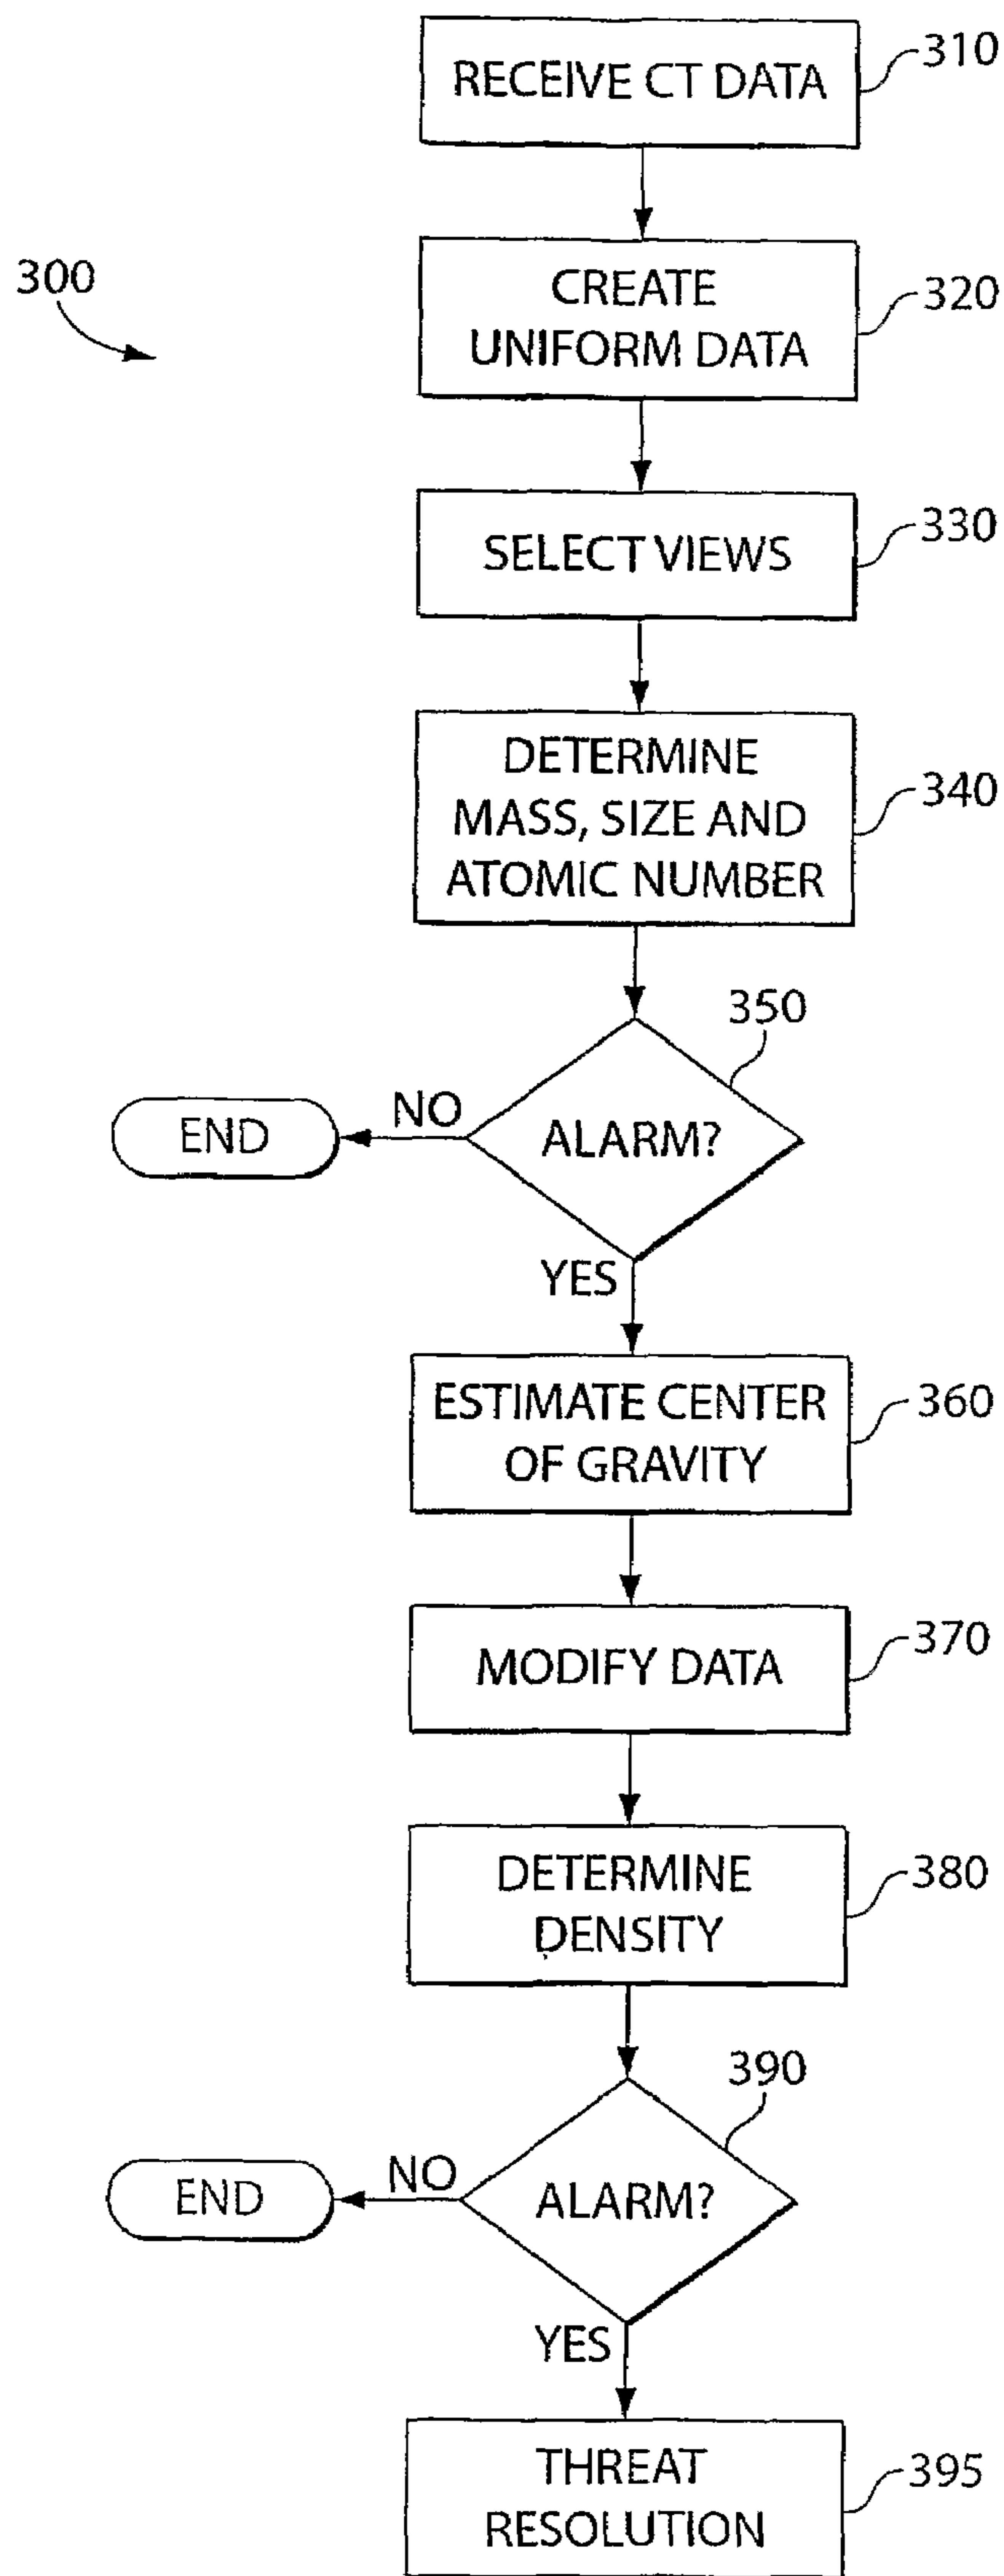 RECEIVE CT DATA
310
300
CREATE
UNIFORM DATA
320
SELECT VIEWS
330
DETERMINE
MASS, SIZE AND
ATOMIC NUMBER
340
350
ALARM?
NO
END
YES
ESTIMATE CENTER
OF GRAVITY
360
MODIFY DATA
370
DETERMINE
DENSITY
380
390
ALARM?
NO
END
YES
THREAT
RESOLUTION
395